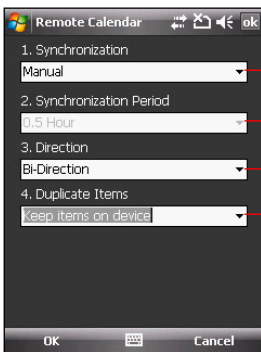 Remote Calendar ok
1. Synchronization
Manual
2. Synchronization Period
0.5 Hour
3. Direction
Bi-Direction
4. Duplicate Items
Keep items on device
OK Cancel